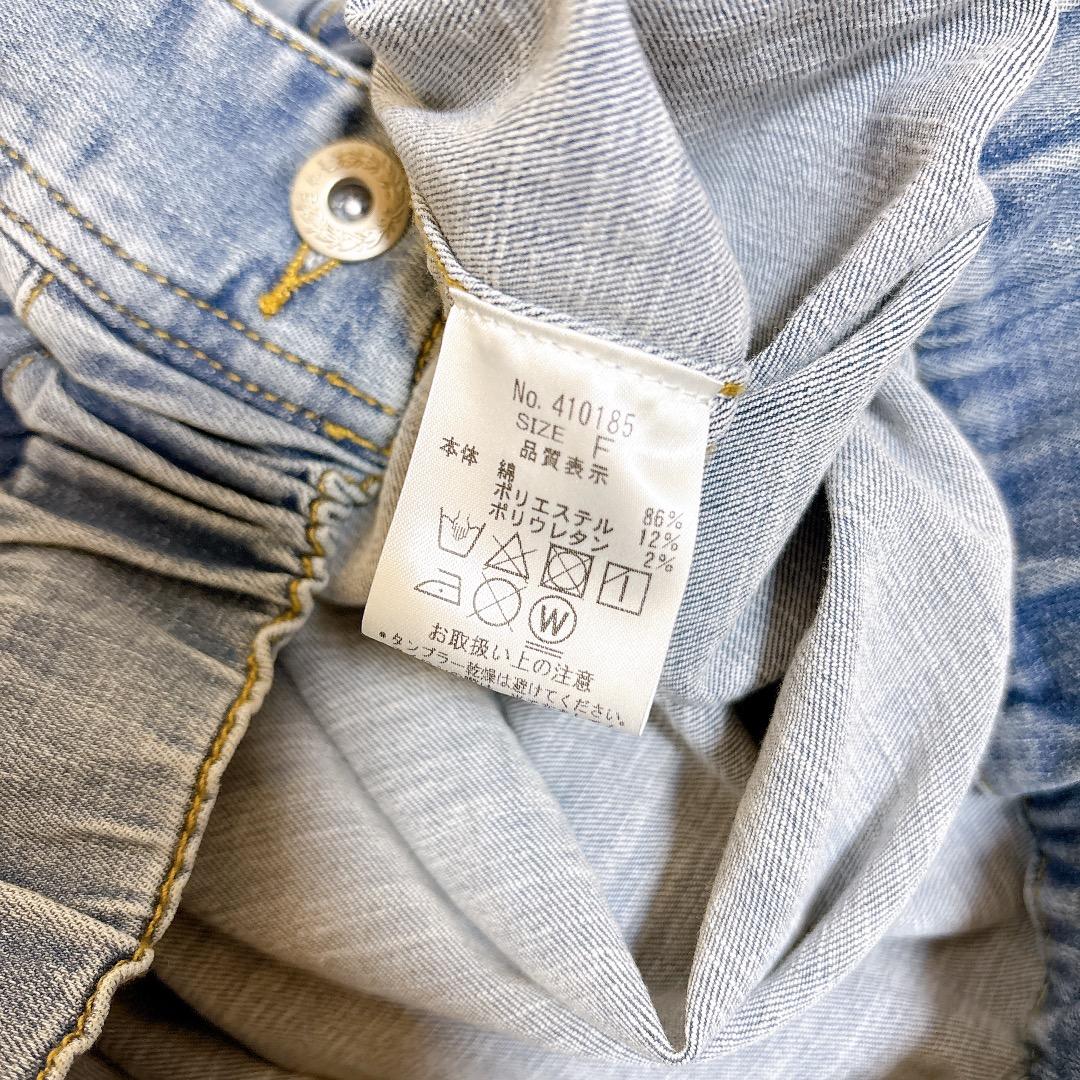 No. 410185
SIZE F
品質表示
本体 綿 86%
ポリエステル 12%
ポリウレタン 2%
W
お取扱い上の注意
*タンブラー乾燥は避けてください。